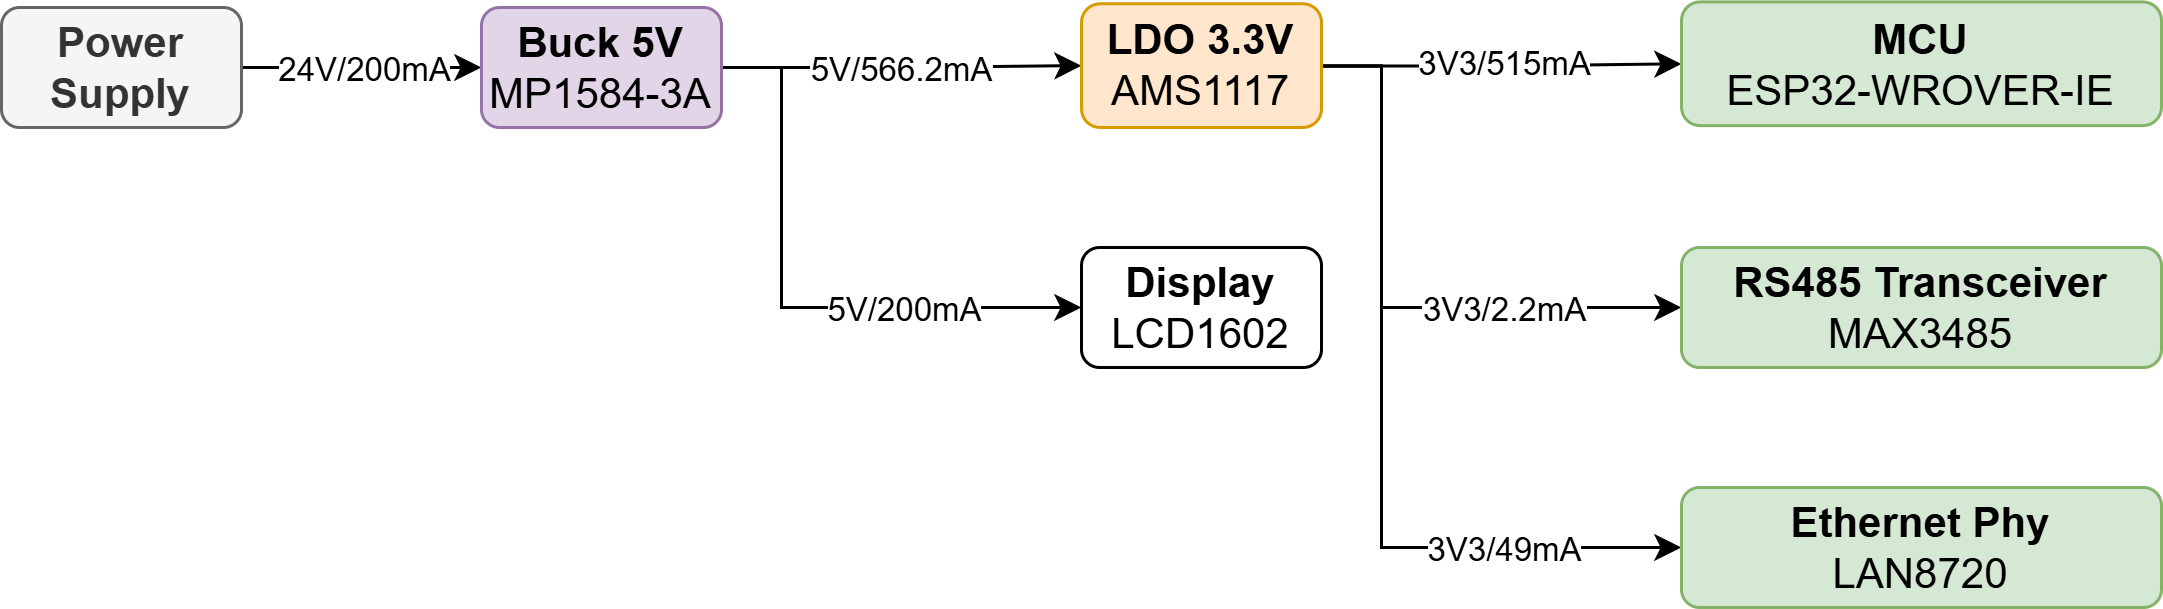 Power
Supply
24V/200mA
Buck 5V
MP1584-3A
5V/566.2mA
LDO 3.3V
AMS1117
3V3/515mA
MCU
ESP32-WROVER-IE
5V/200mA
Display
LCD1602
3V3/2.2mA
RS485 Transceiver
MAX3485
3V3/49mA
Ethernet Phy
LAN8720